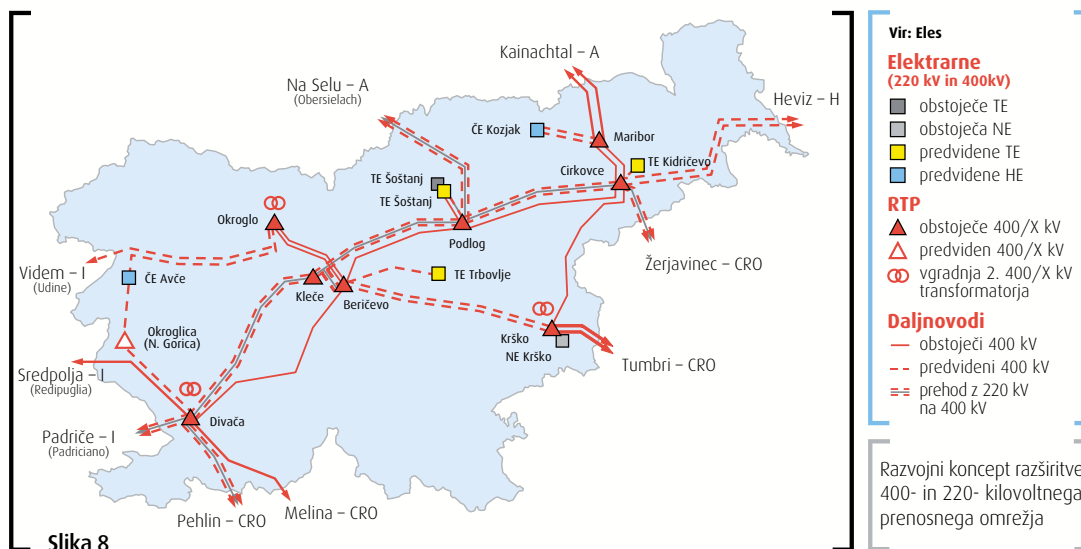 Kainachtal – A
Na Selu – A
(Obersielach)
Heviz – H
ČE Kozjak
Maribor
TE Kidričevo
Cirkovce
TE Šoštanj
TE Šoštanj
Okroglo
Podlog
Žerjavinec – CRO
Videm – I
(Udine)
ČE Avče
Kleče
Beričevo
TE Trbovlje
Okroglica
(N. Gorica)
Krško
NE Krško
Tumbri – CRO
Sredpolja – I
(Redipuglia)
Divača
Padriče – I
(Padriciano)
Pehlin – CRO
Melina – CRO
Slika 8
Vir: Eles
Elektrarne
(220 kV in 400kV)
obstoječe TE
obstoječa NE
predvidene TE
predvidene HE
RTP
obstoječe 400/X kV
predviden 400/X kV
vgradnja 2. 400/X kV
transformatorja
Daljnovodi
obstoječi 400 kV
predvideni 400 kV
prehod z 220 kV
na 400 kV
Razvojni koncept razširitve
400- in 220- kilovoltnega
prenosnega omrežja